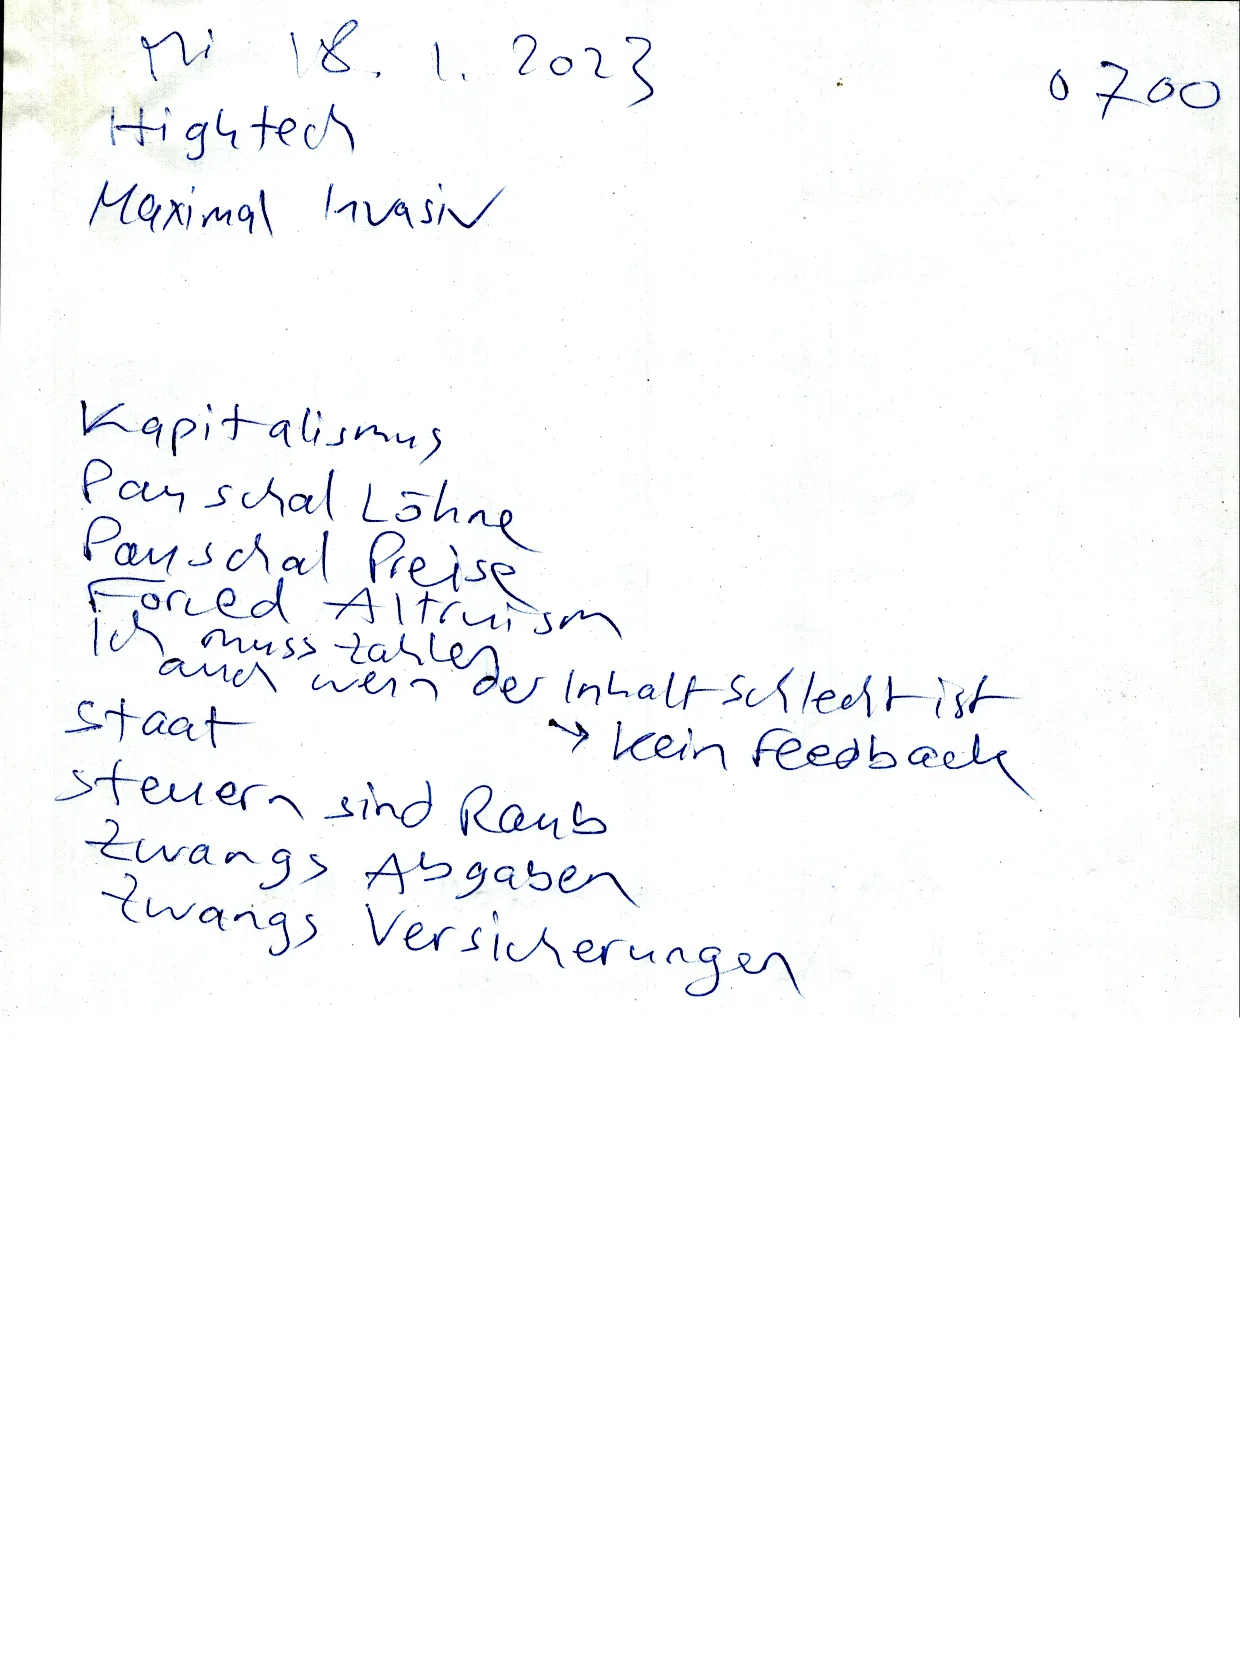 Mi 18. 1. 2023 0700
Hightech
Maximal Invasiv
Kapitalismus
Pauschal Löhne
Pauschal Preise
Forced Altruism
Ich muss zahlen
auch wenn der Inhalt schlecht ist
Staat → kein Feedback
Steuern sind Raub
Zwangs Abgaben
Zwangs Versicherungen